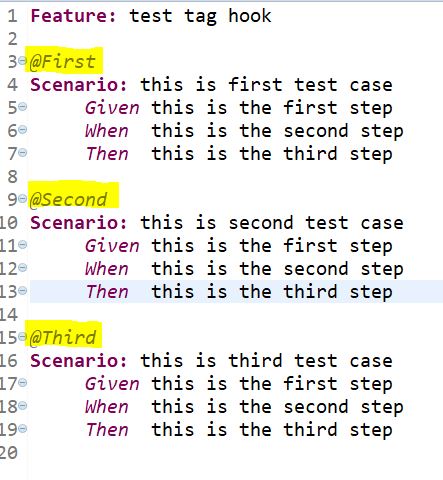 1 Feature: test tag hook
2
3 @First
4 Scenario: this is first test case
5 Given this is the first step
6 When this is the second step
7 Then this is the third step
8
9 @Second
10 Scenario: this is second test case
11 Given this is the first step
12 When this is the second step
13 Then this is the third step
14
15 @Third
16 Scenario: this is third test case
17 Given this is the first step
18 When this is the second step
19 Then this is the third step
20